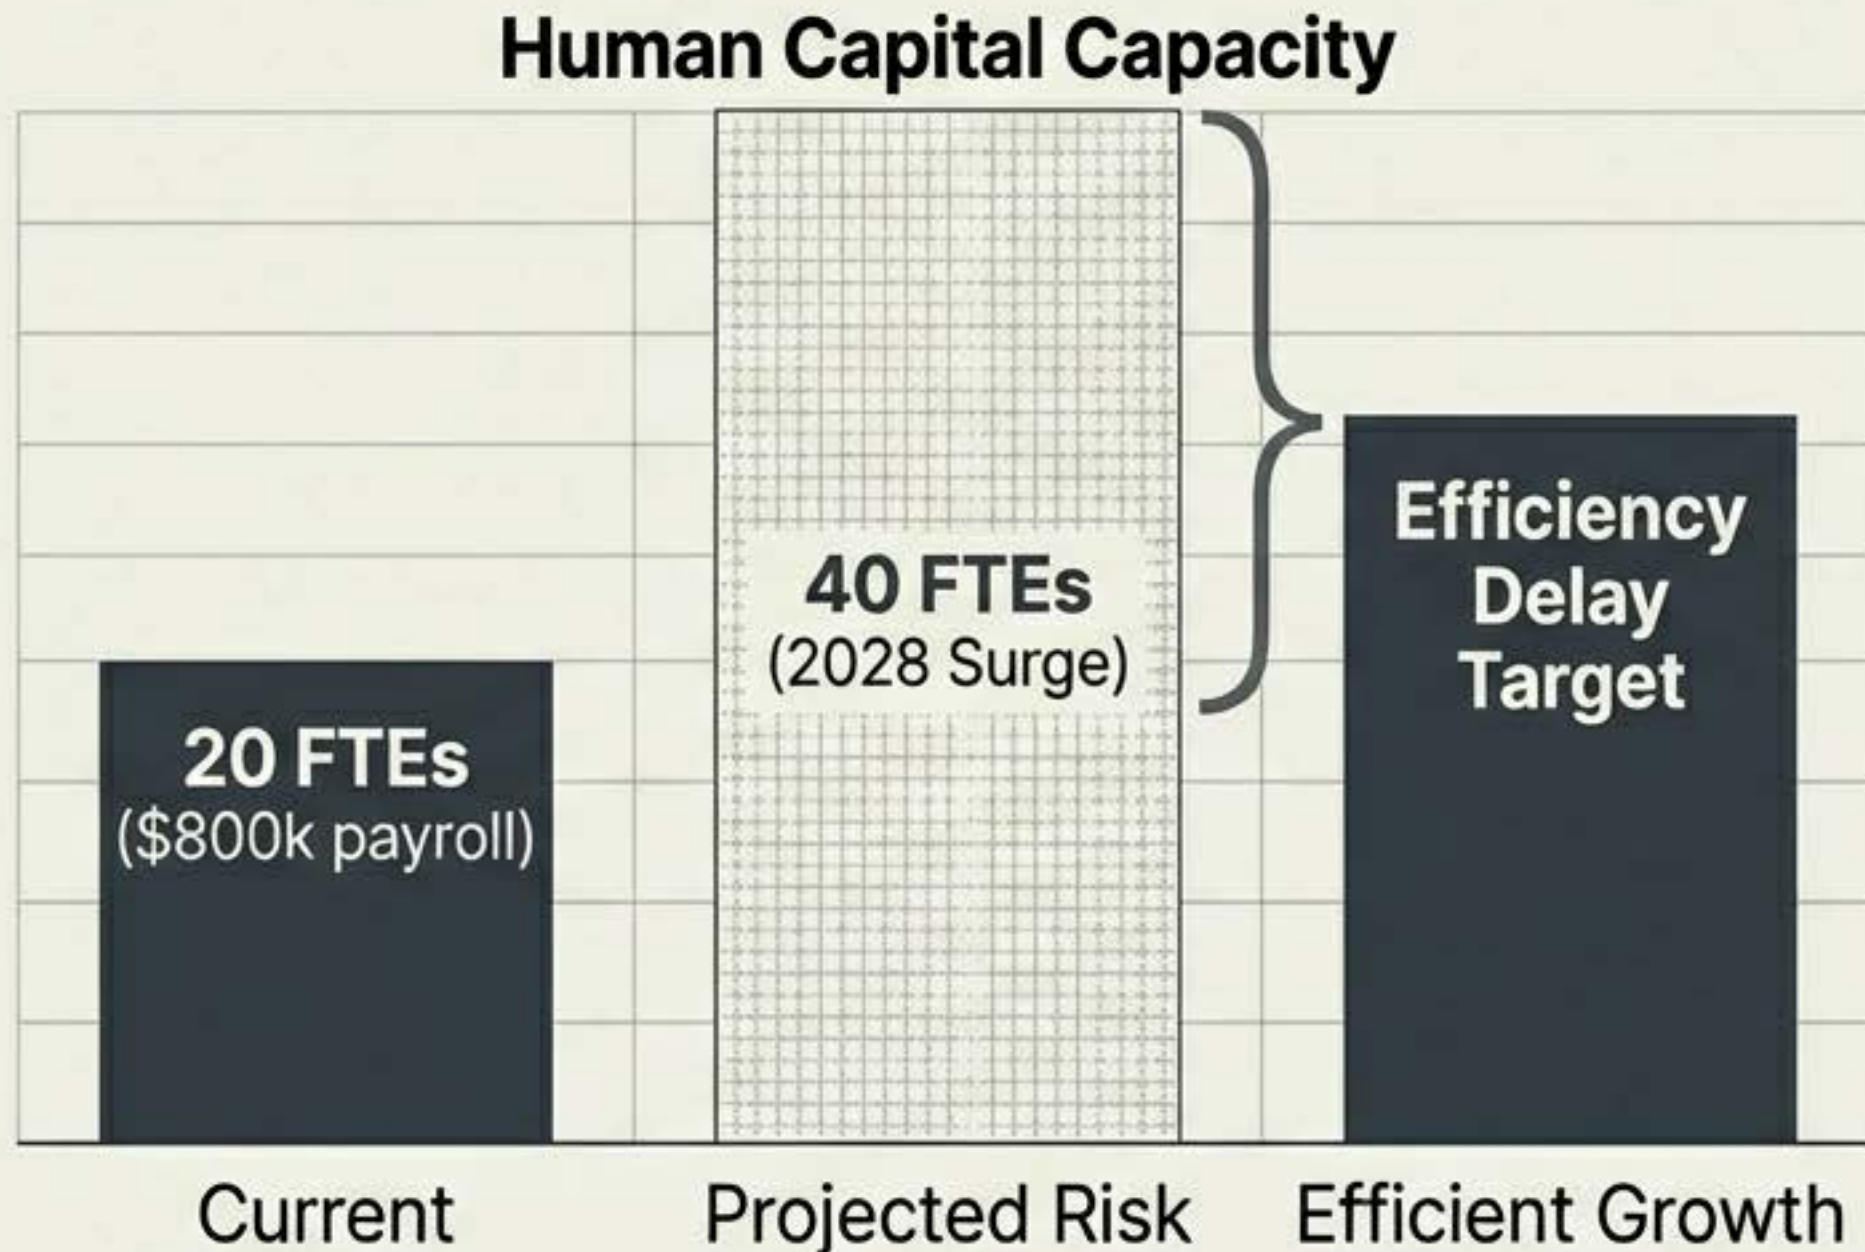 Human Capital Capacity
20 FTEs
($800k payroll)
40 FTEs
(2028 Surge)
Efficiency
Delay
Target
Current
Projected Risk
Efficient Growth